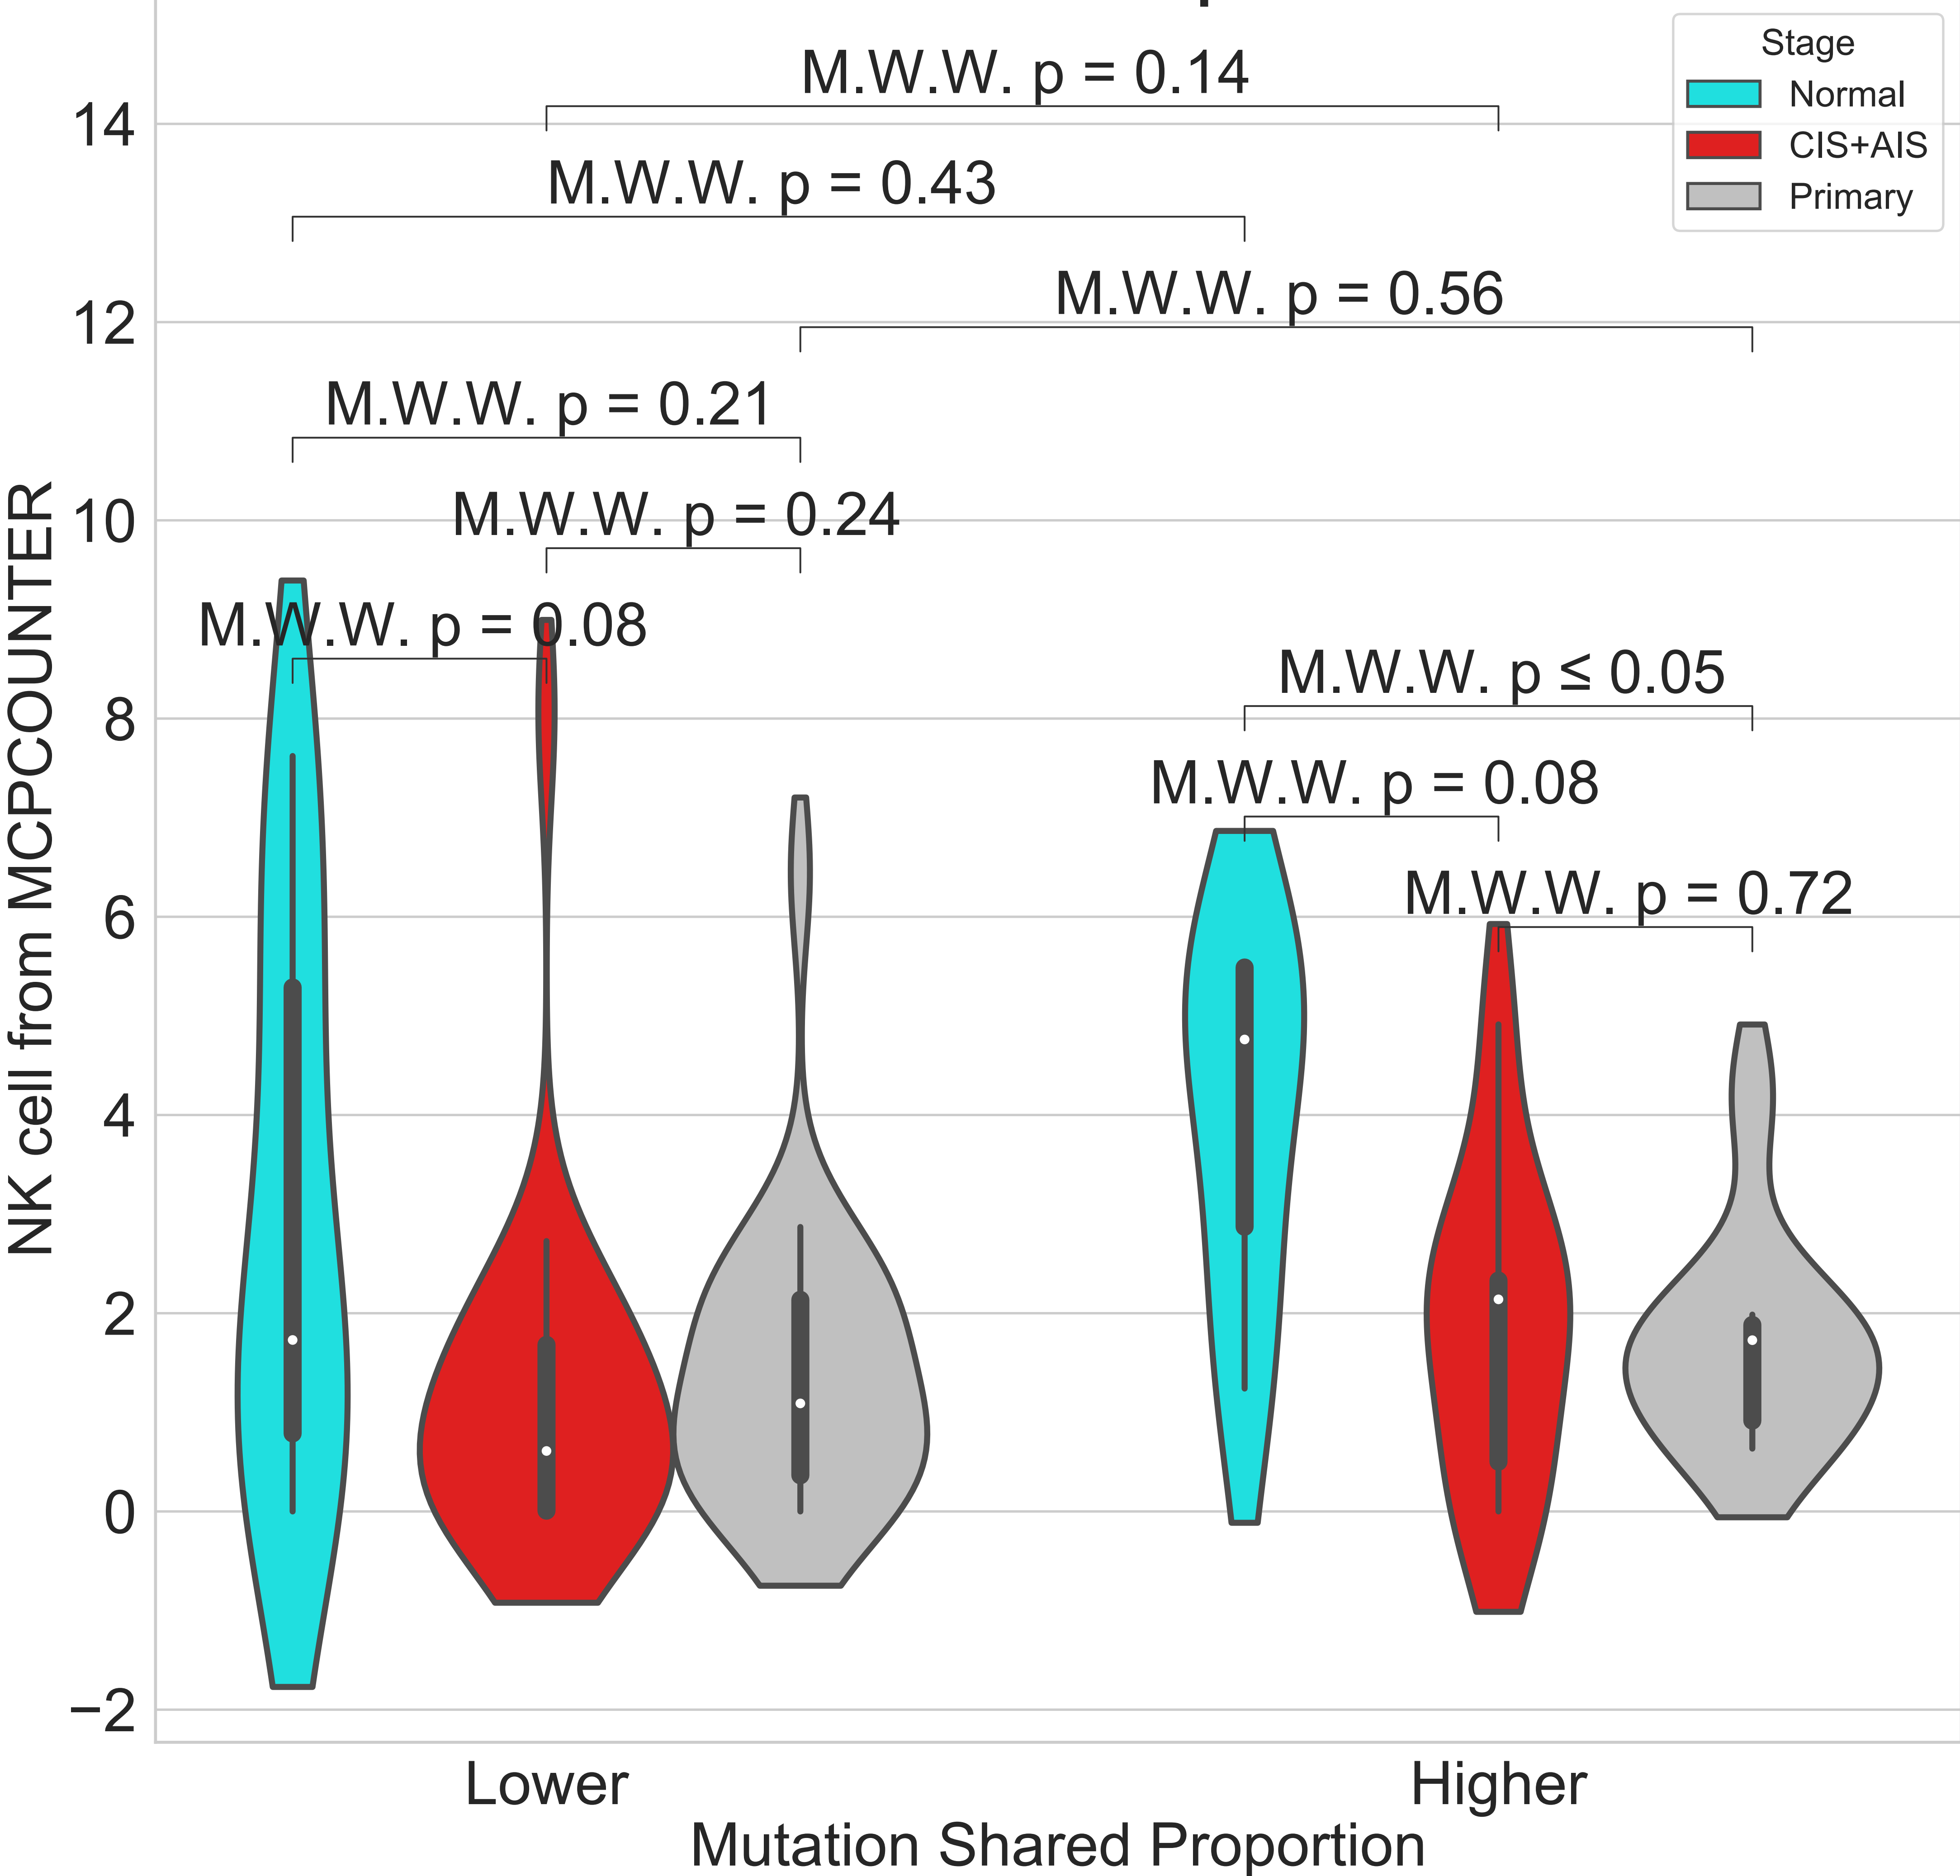 Stage
Normal
CIS+AIS
Primary
M.W.W. p = 0.14
M.W.W. p = 0.43
M.W.W. p = 0.56
M.W.W. p = 0.21
M.W.W. p = 0.24
M.W.W. p = 0.08
M.W.W. p ≤ 0.05
M.W.W. p = 0.08
M.W.W. p = 0.72
NK cell from MCPCOUNTER
14
12
10
8
6
4
2
0
−2
Lower
Higher
Mutation Shared Proportion